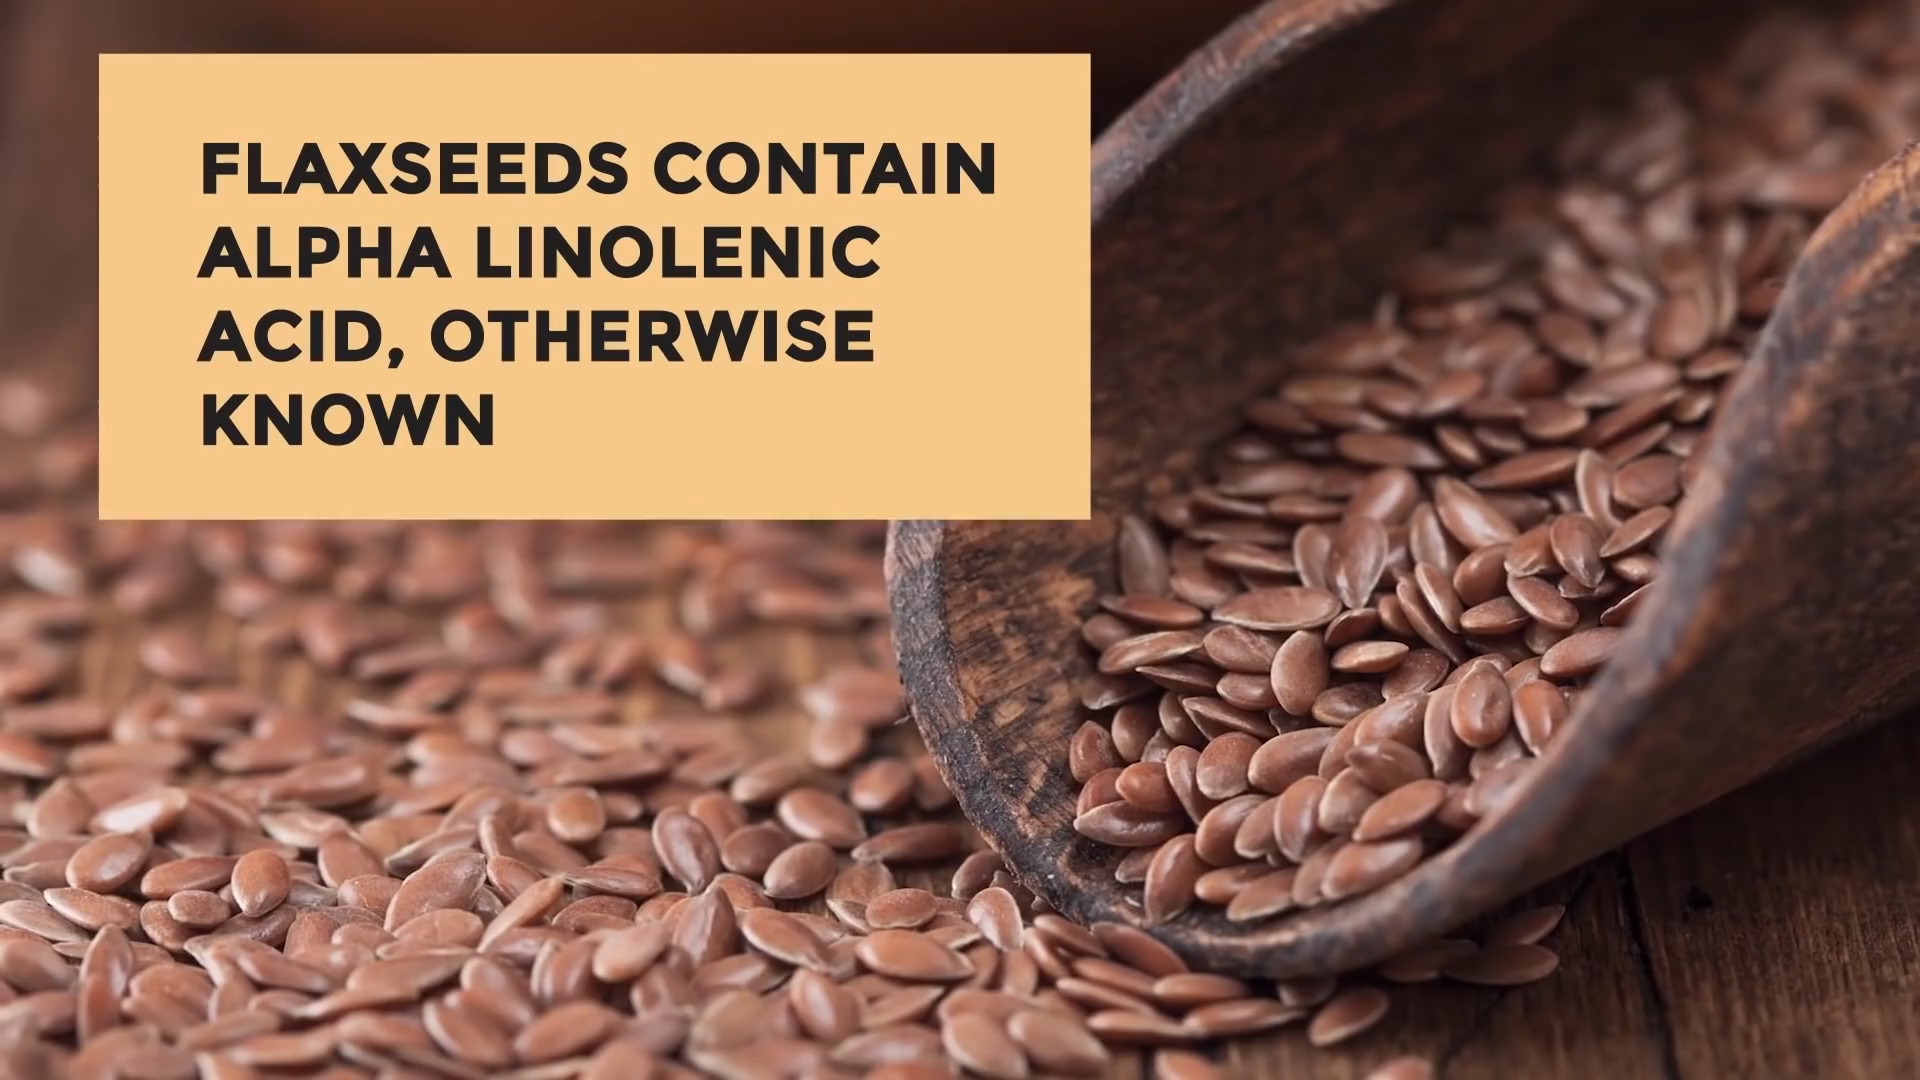 FLAXSEEDS CONTAIN
ALPHA LINOLENIC
ACID, OTHERWISE
KNOWN